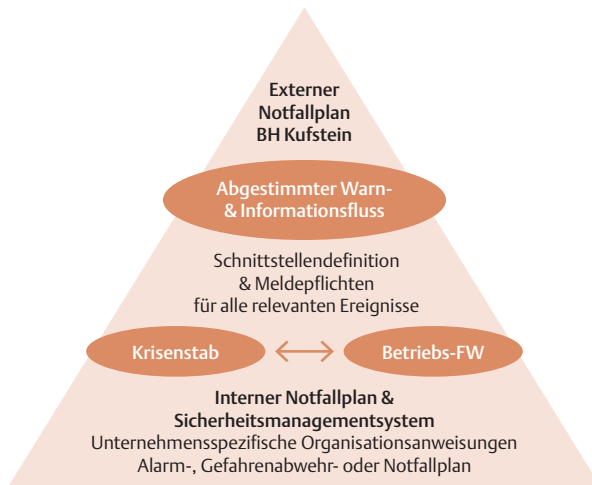 Externer
Notfallplan
BH Kufstein
Abgestimmter Warn-
& Informationsfluss
Schnittstellendefinition
& Meldepflichten
für alle relevanten Ereignisse
Krisenstab
Betriebs-FW
Interner Notfallplan &
Sicherheitsmanagementsystem
Unternehmensspezifische Organisationsanweisungen
Alarm-, Gefahrenabwehr- oder Notfallplan